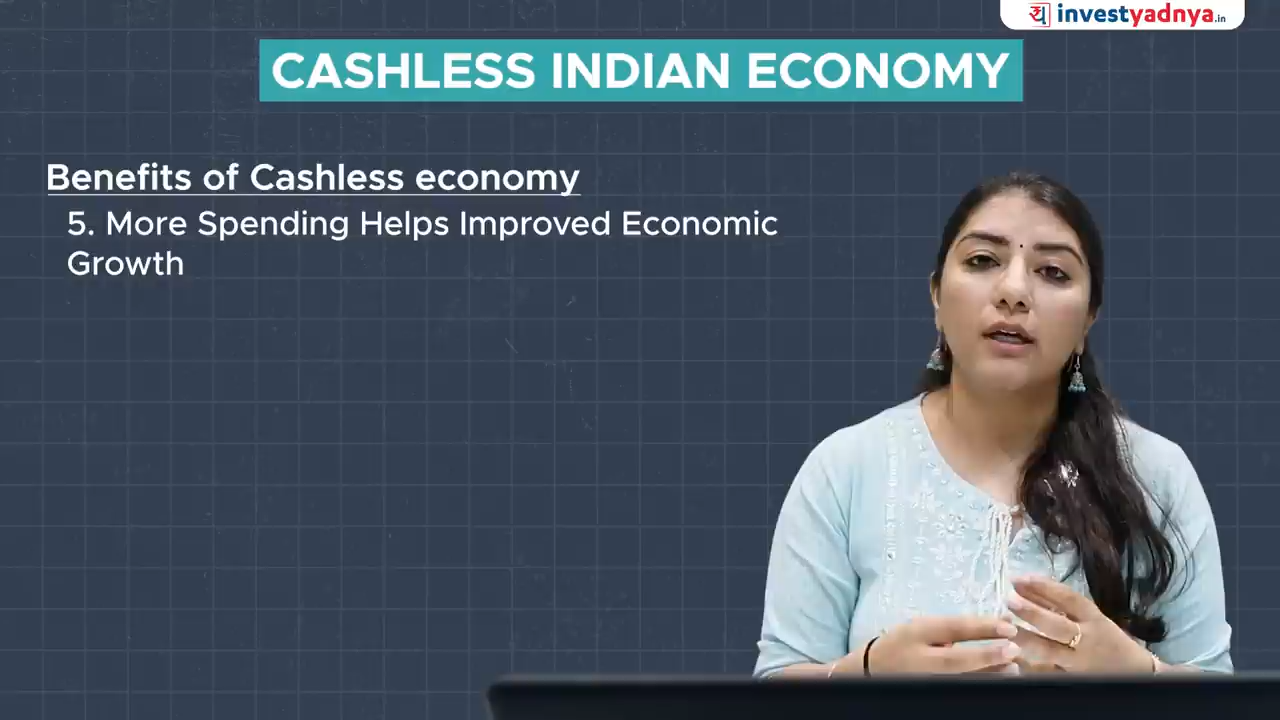 यु investyadnya.in
CASHLESS INDIAN ECONOMY
Benefits of Cashless economy
5. More Spending Helps Improved Economic
Growth